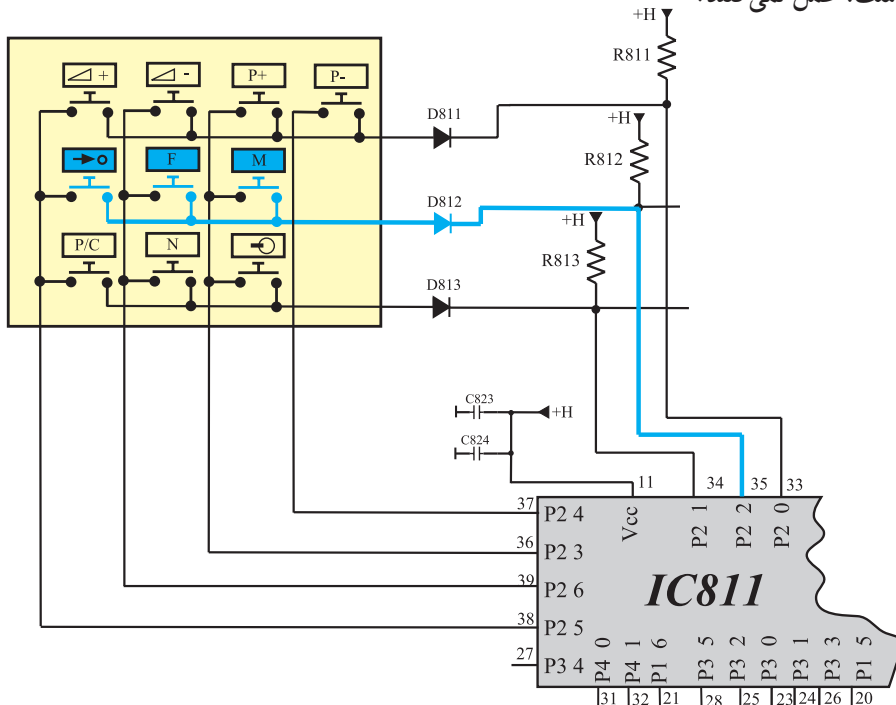 +H
R811
+ - P+ P-
D811
+H
R812
F M
D812
+H
P/C N
R813
D813
C823
+H
C824
11 34 35 33
37 P2 4 Vcc P2 1 P2 2 P2 0
36 P2 3
39 P2 6 IC811
38 P2 5
27 P3 4 P4 0 P4 1 P1 6 P3 5 P3 2 P3 0 P3 1 P3 3 P1 5
31 32 21 28 25 23 24 26 20